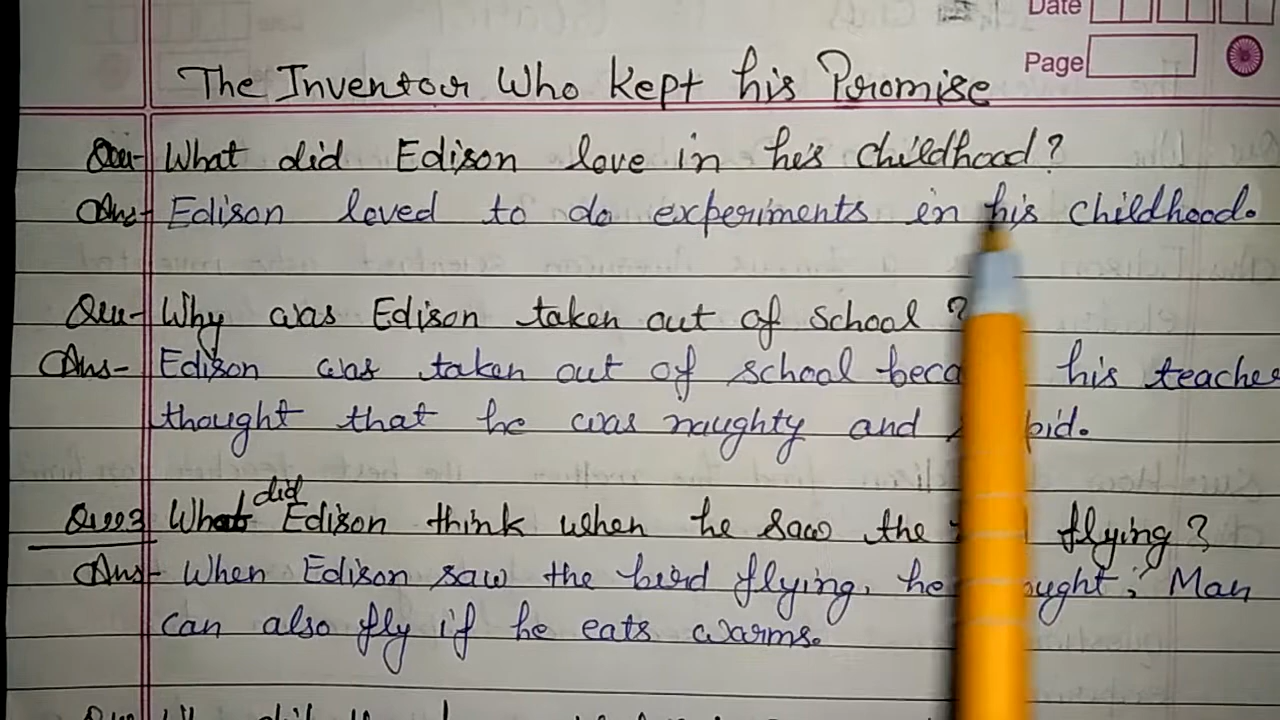 Date
Page
The Inventor Who kept his Promise
Que- What did Edison love in his childhood?
Ans- Edison loved to do experiments in his childhood.
Que- Why was Edison taken out of school ?
Ans- Edison was taken out of school his teache
thought that he was naughty and
Que3 What did Edison think when he saw the flying?
Ans- When Edison saw the bird flying, he , Man
can also fly if he eats warms.